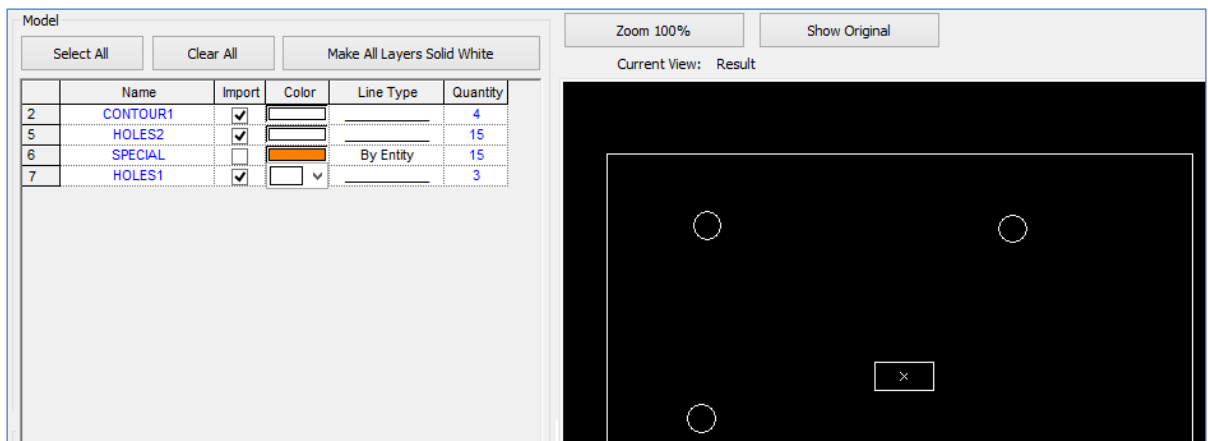 Model
Select All Clear All Make All Layers Solid White
Name Import Color Line Type Quantity
2 CONTOUR1 4
5 HOLES2 15
6 SPECIAL By Entity 15
7 HOLES1 3
Zoom 100% Show Original
Current View: Result